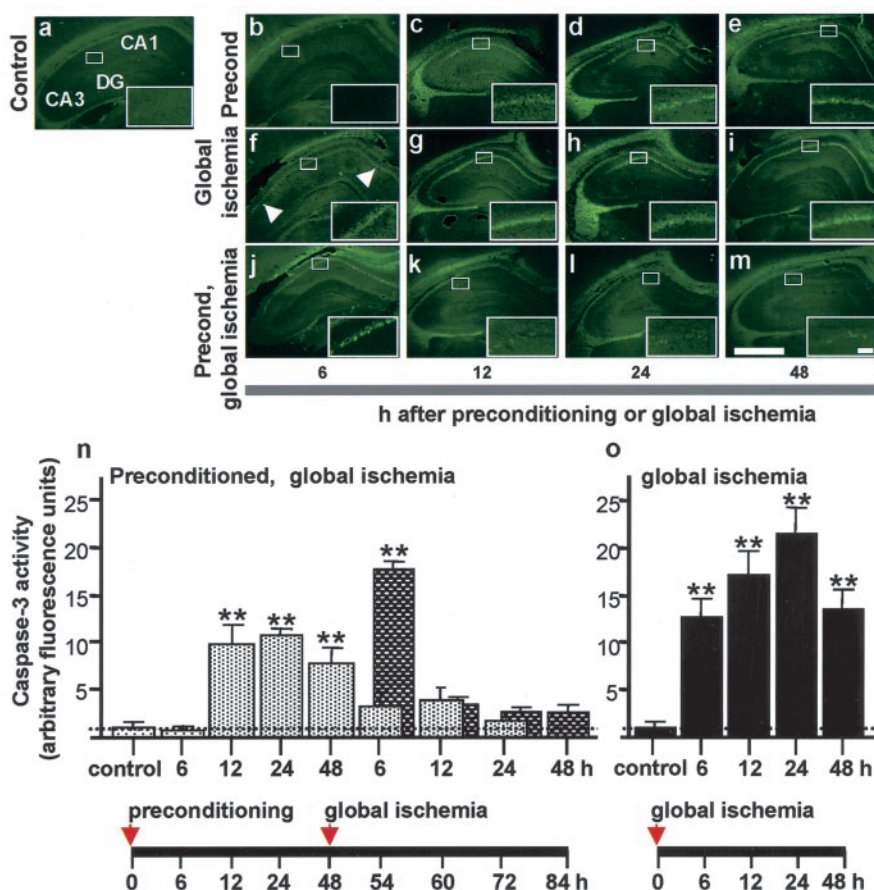 Control
a
CA1
DG
CA3
Precond
b
c
d
e
Global ischemia
f
g
h
i
Precond, global ischemia
j
k
l
m
6 12 24 48
h after preconditioning or global ischemia
n
Preconditioned, global ischemia
Caspase-3 activity
(arbitrary fluorescence units)
25
20
15
10
5
** ** ** **
control 6 12 24 48 6 12 24 48 h
preconditioning global ischemia
0 6 12 24 48 54 60 72 84 h
o
global ischemia
25
20
15
10
5
** ** ** **
control 6 12 24 48 h
global ischemia
0 6 12 24 48 h